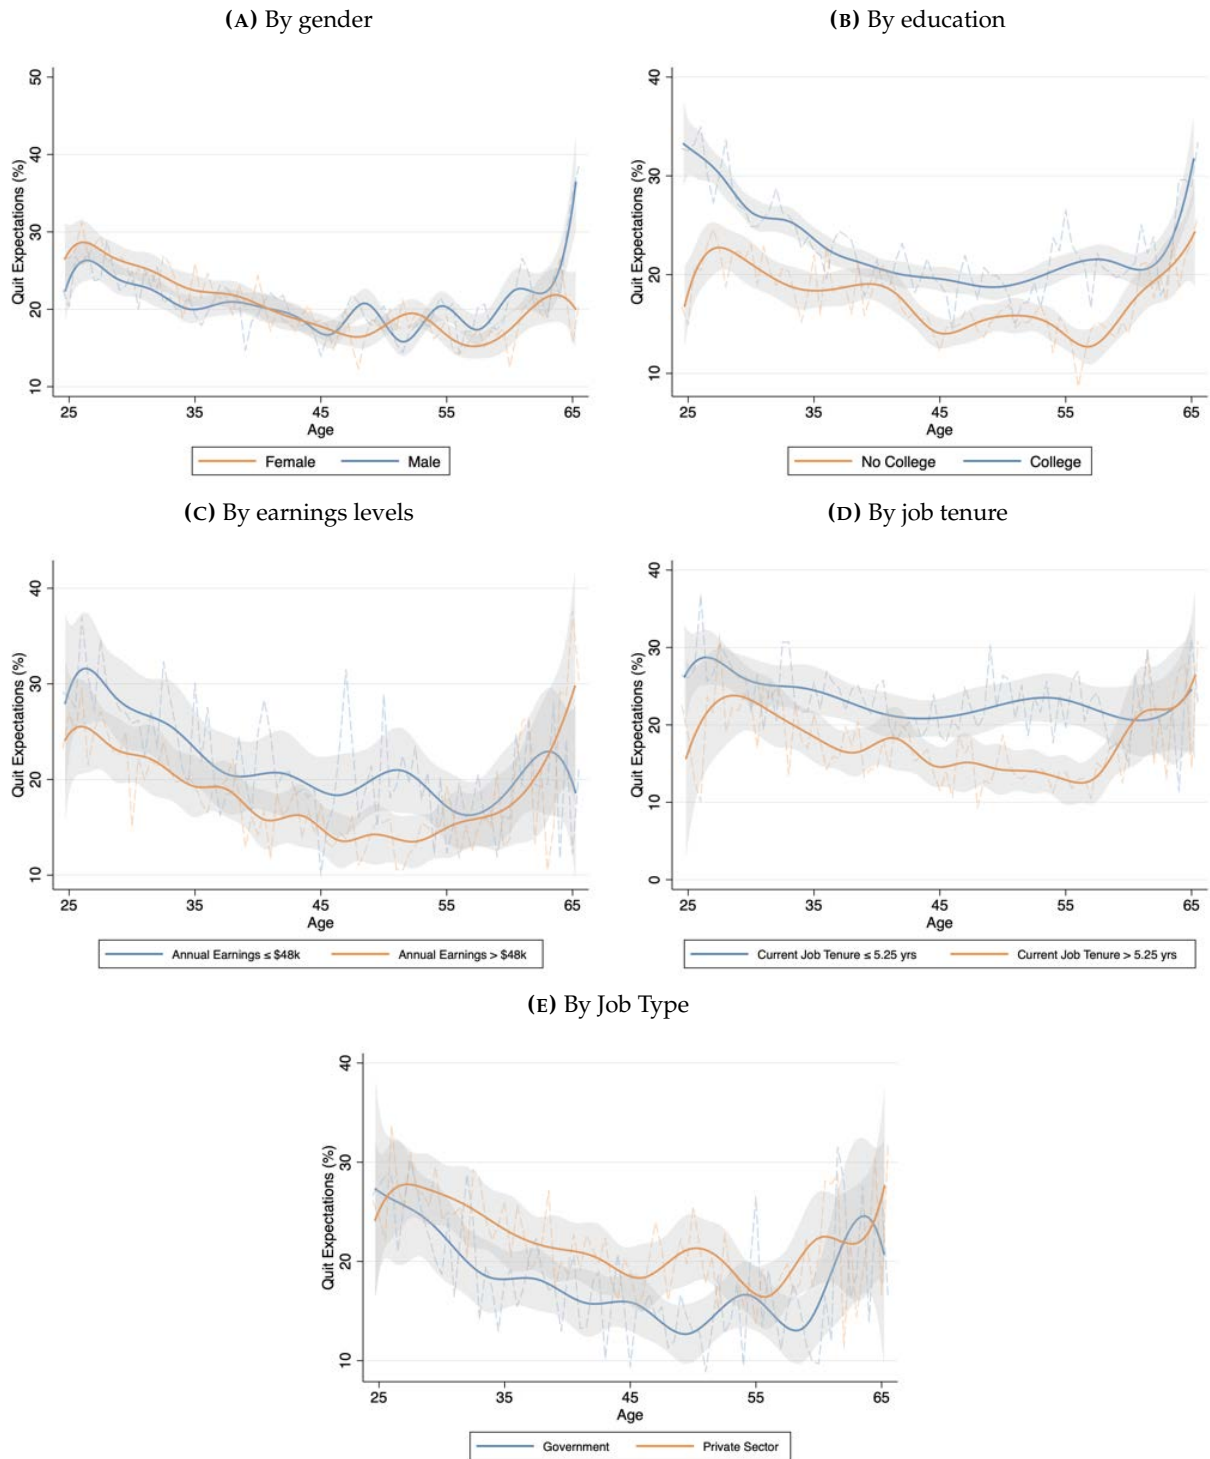 (A) By gender
50
40
30
20
10
Quit Expectations (%)
25 35 45 55 65
Age
Female Male
(B) By education
40
30
20
10
Quit Expectations (%)
25 35 45 55 65
Age
No College College
(C) By earnings levels
40
30
20
10
Quit Expectations (%)
25 35 45 55 65
Age
Annual Earnings ≤ $48k Annual Earnings > $48k
(D) By job tenure
40
30
20
10
0
Quit Expectations (%)
25 35 45 55 65
Age
Current Job Tenure ≤ 5.25 yrs Current Job Tenure > 5.25 yrs
(E) By Job Type
40
30
20
10
Quit Expectations (%)
25 35 45 55 65
Age
Government Private Sector